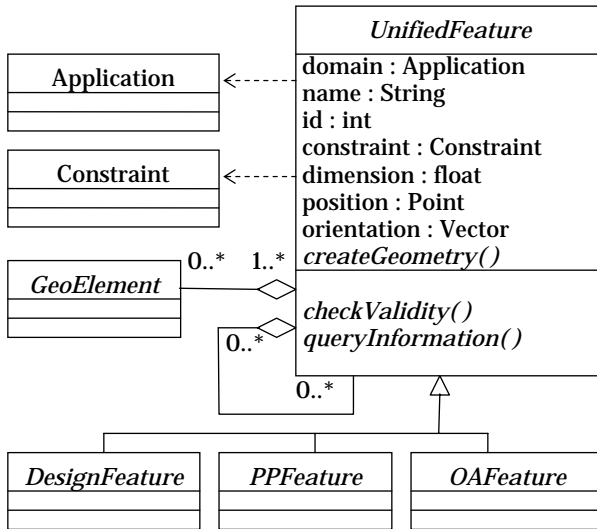 UnifiedFeature
Application
domain : Application
name : String
id : int
Constraint
constraint : Constraint
dimension : float
position : Point
orientation : Vector
createGeometry()
0..* 1..*
GeoElement
checkValidity()
queryInformation()
0..*
0..*
DesignFeature
PPFeature
OAFeature